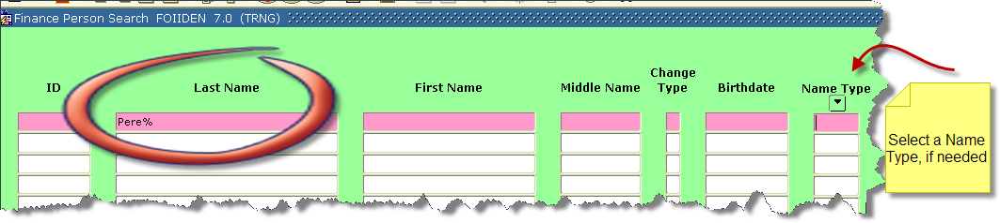 Finance Person Search FOIIDEN 7.0 (TRNG)
ID Last Name First Name Middle Name Change Type Birthdate Name Type
Pere%
Select a Name
Type, if needed